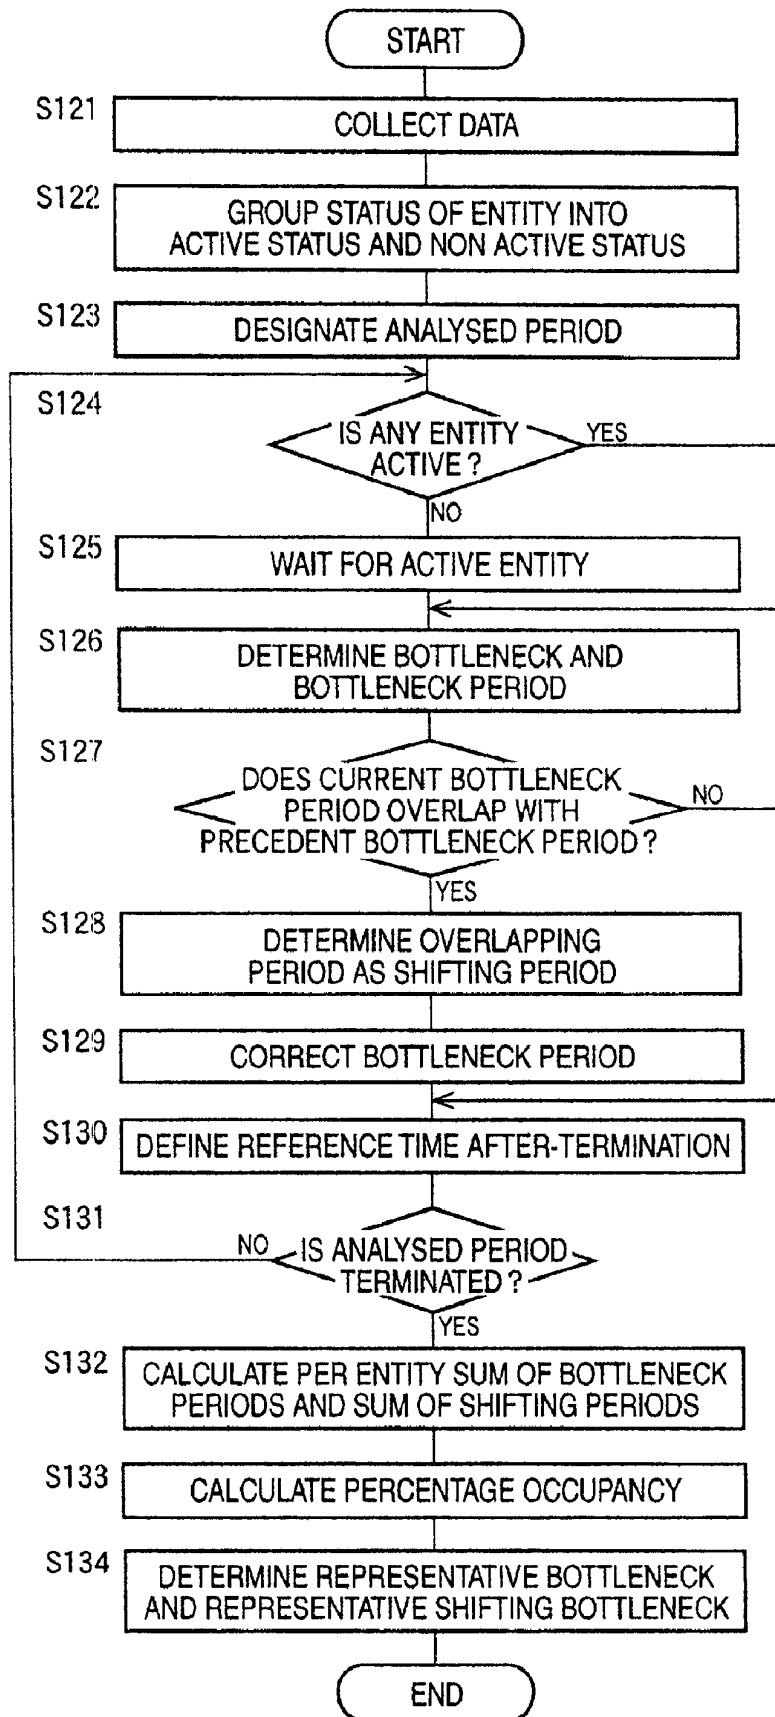 START
S121
COLLECT DATA
S122
GROUP STATUS OF ENTITY INTO
ACTIVE STATUS AND NON ACTIVE STATUS
S123
DESIGNATE ANALYSED PERIOD
S124
IS ANY ENTITY
ACTIVE ?
YES
NO
S125
WAIT FOR ACTIVE ENTITY
S126
DETERMINE BOTTLENECK AND
BOTTLENECK PERIOD
S127
DOES CURRENT BOTTLENECK
PERIOD OVERLAP WITH
PRECEDENT BOTTLENECK PERIOD ?
NO
YES
S128
DETERMINE OVERLAPPING
PERIOD AS SHIFTING PERIOD
S129
CORRECT BOTTLENECK PERIOD
S130
DEFINE REFERENCE TIME AFTER-TERMINATION
S131
NO
IS ANALYSED PERIOD
TERMINATED ?
YES
S132
CALCULATE PER ENTITY SUM OF BOTTLENECK
PERIODS AND SUM OF SHIFTING PERIODS
S133
CALCULATE PERCENTAGE OCCUPANCY
S134
DETERMINE REPRESENTATIVE BOTTLENECK
AND REPRESENTATIVE SHIFTING BOTTLENECK
END